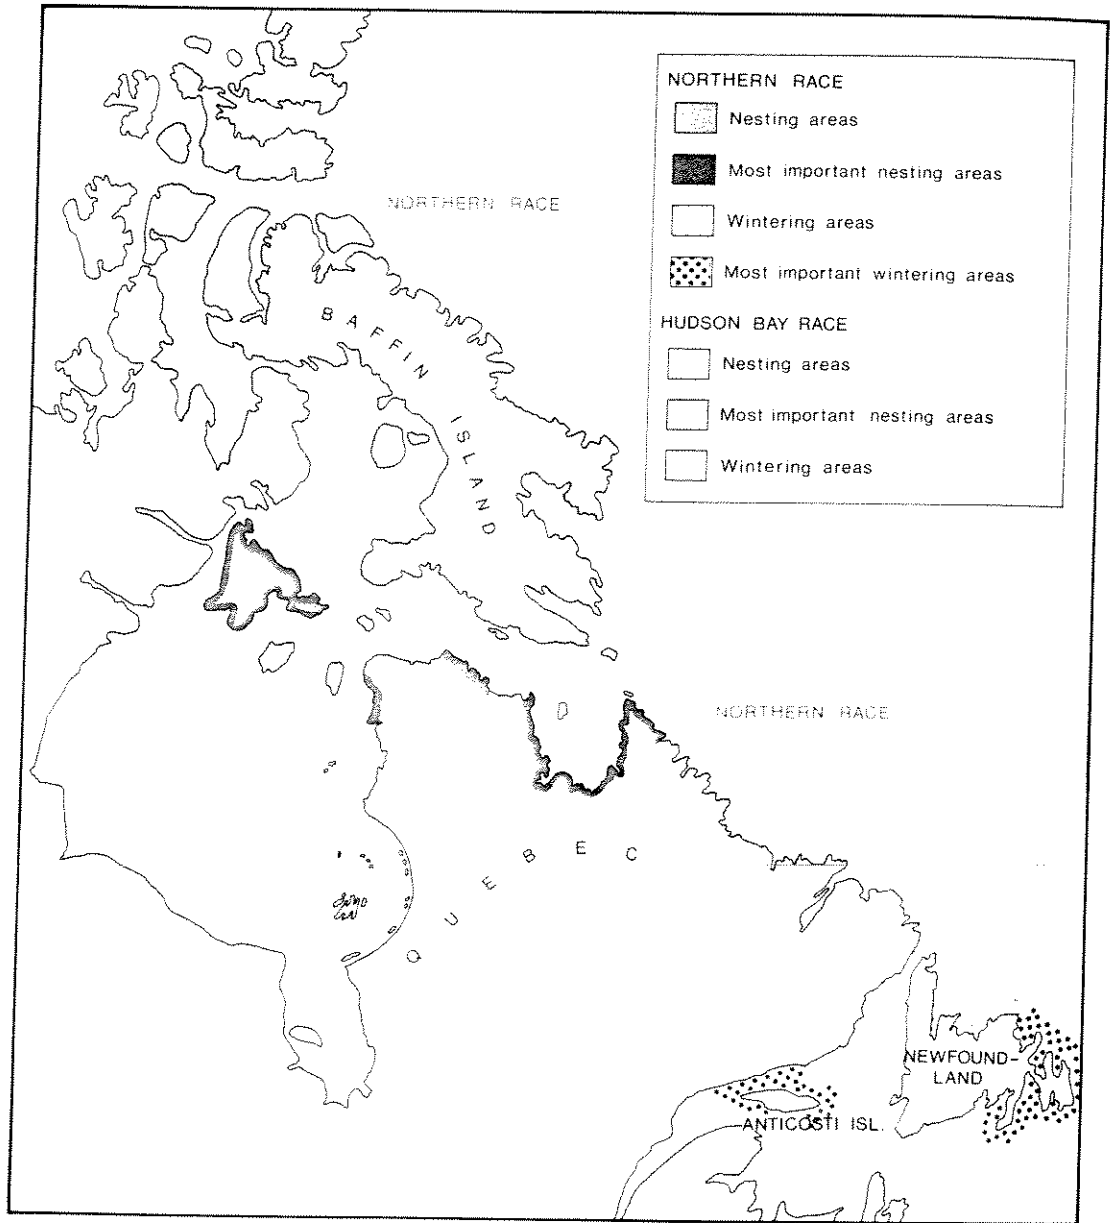 NORTHERN RACE
Nesting areas
Most important nesting areas
Wintering areas
Most important wintering areas
HUDSON BAY RACE
Nesting areas
Most important nesting areas
Wintering areas
NORTHERN RACE
BAFFIN
ISLAND
NORTHERN RACE
QUEBEC
NEWFOUND-
LAND
ANTICOSTI ISL.